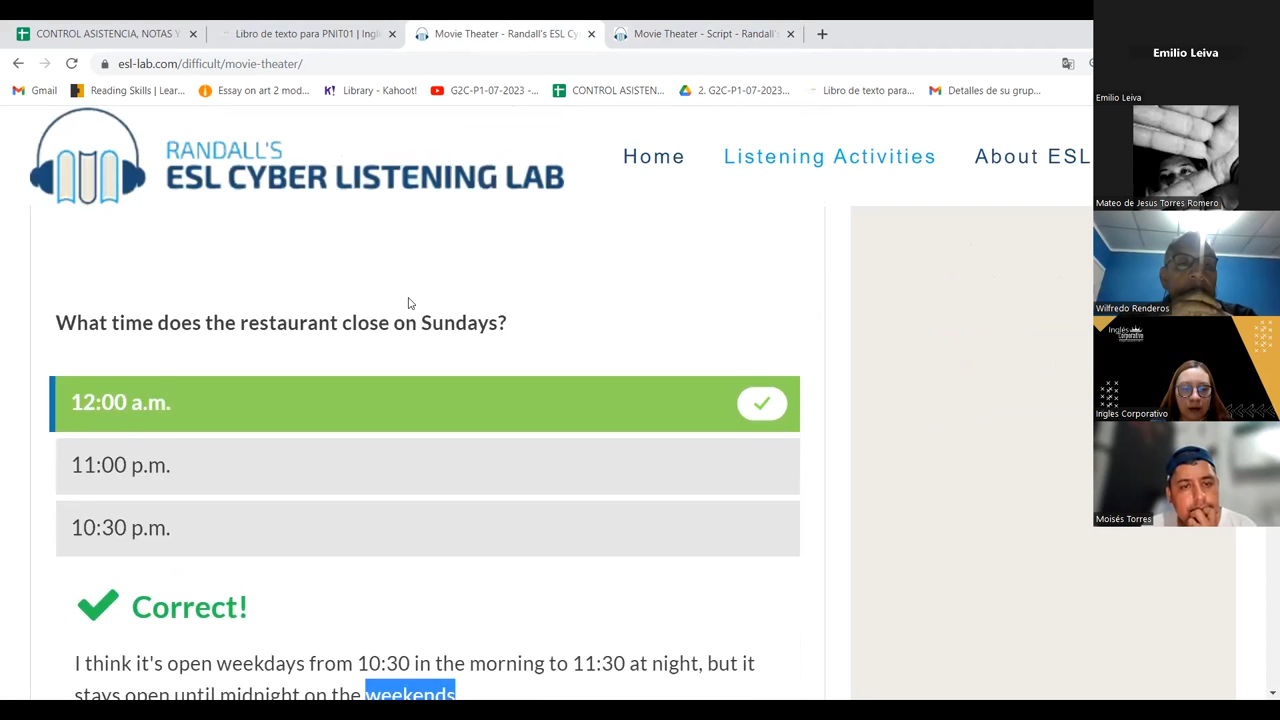 CONTROL ASISTENCIA, NOTAS Y
Libro de texto para PNIT01 | Inglé
Movie Theater - Randall's ESL Cy
Movie Theater - Script - Randall's
esl-lab.com/difficult/movie-theater/
Gmail
Reading Skills | Lear...
Essay on art 2 mod...
Library - Kahoot!
G2C-P1-07-2023 -...
CONTROL ASISTEN...
2. G2C-P1-07-2023...
Libro de texto para...
Detalles de su grup...
RANDALL'S
ESL CYBER LISTENING LAB
Home
Listening Activities
About ESL
What time does the restaurant close on Sundays?
12:00 a.m.
11:00 p.m.
10:30 p.m.
Correct!
I think it's open weekdays from 10:30 in the morning to 11:30 at night, but it
stays open until midnight on the weekends
Emilio Leiva
Emilio Leiva
Mateo de Jesus Torres Romero
Wilfredo Renderos
Inglés
Corporativo
Ingles Corporativo
Moisés Torres